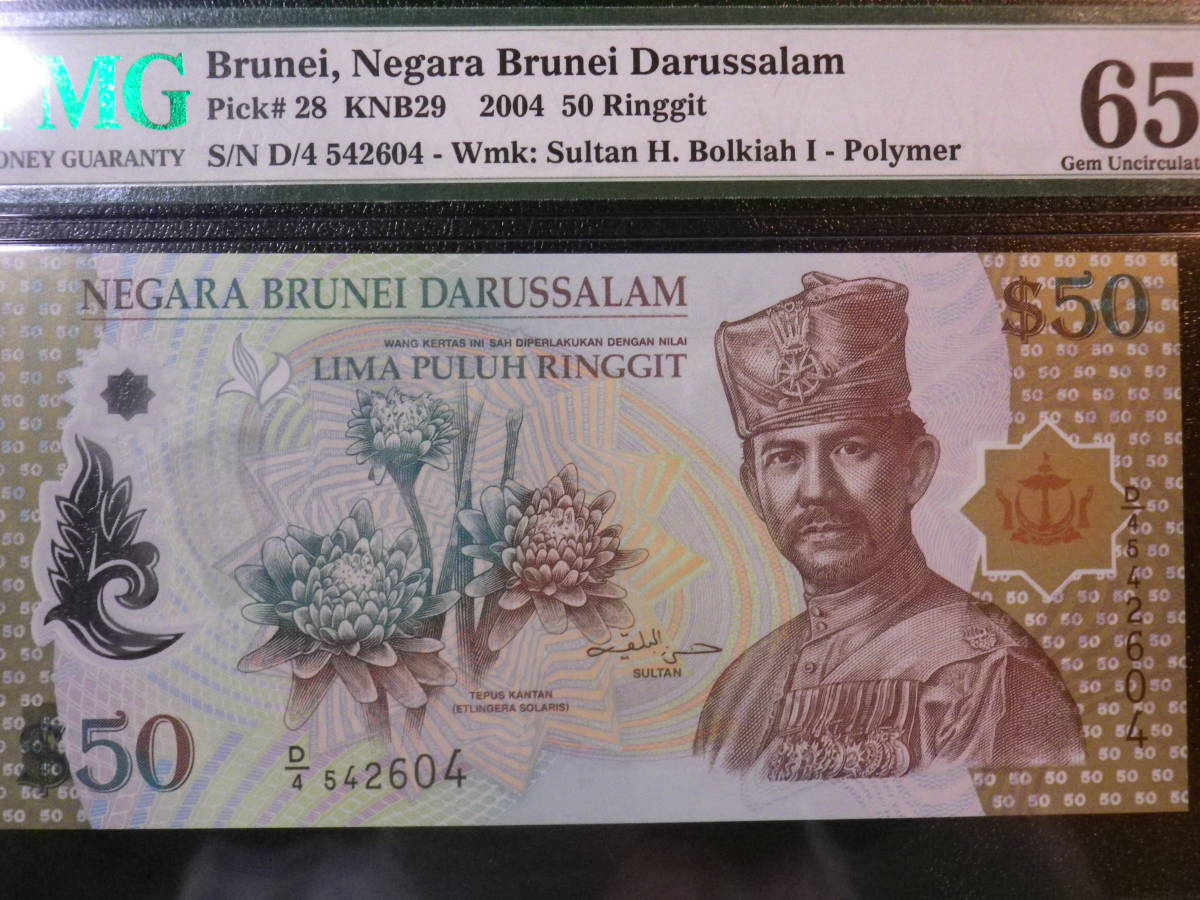 PMG
Brunei, Negara Brunei Darussalam
65
Pick# 28 KNB29 2004 50 Ringgit
MONEY GUARANTY
S/N D/4 542604 - Wmk: Sultan H. Bolkiah I - Polymer
Gem Uncirculat
NEGARA BRUNEI DARUSSALAM
$50
WANG KERTAS INI SAH DIPERLAKUKAN DENGAN NILAI
LIMA PULUH RINGGIT
D/4 542604
SULTAN
TEPUS KANTAN
(ETLINGERA SOLARIS)
$50
D/4 542604